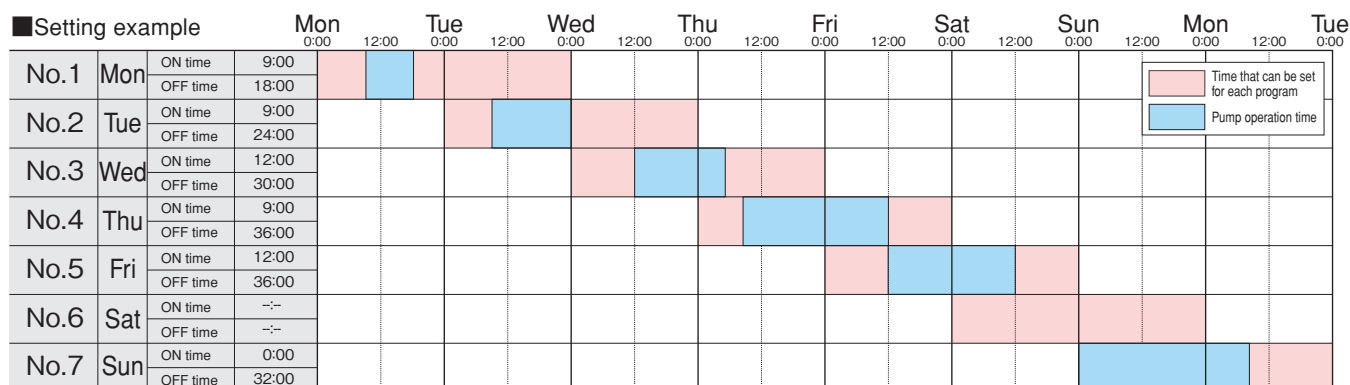 ■Setting example
Mon Tue Wed Thu Fri Sat Sun Mon Tue
0:00 12:00 0:00 12:00 0:00 12:00 0:00 12:00 0:00 12:00 0:00 12:00 0:00 12:00 0:00 12:00 0:00
No.1 Mon ON time 9:00
OFF time 18:00
Time that can be set
for each program
Pump operation time
No.2 Tue ON time 9:00
OFF time 24:00
No.3 Wed ON time 12:00
OFF time 30:00
No.4 Thu ON time 9:00
OFF time 36:00
No.5 Fri ON time 12:00
OFF time 36:00
No.6 Sat ON time –:–
OFF time –:–
No.7 Sun ON time 0:00
OFF time 32:00